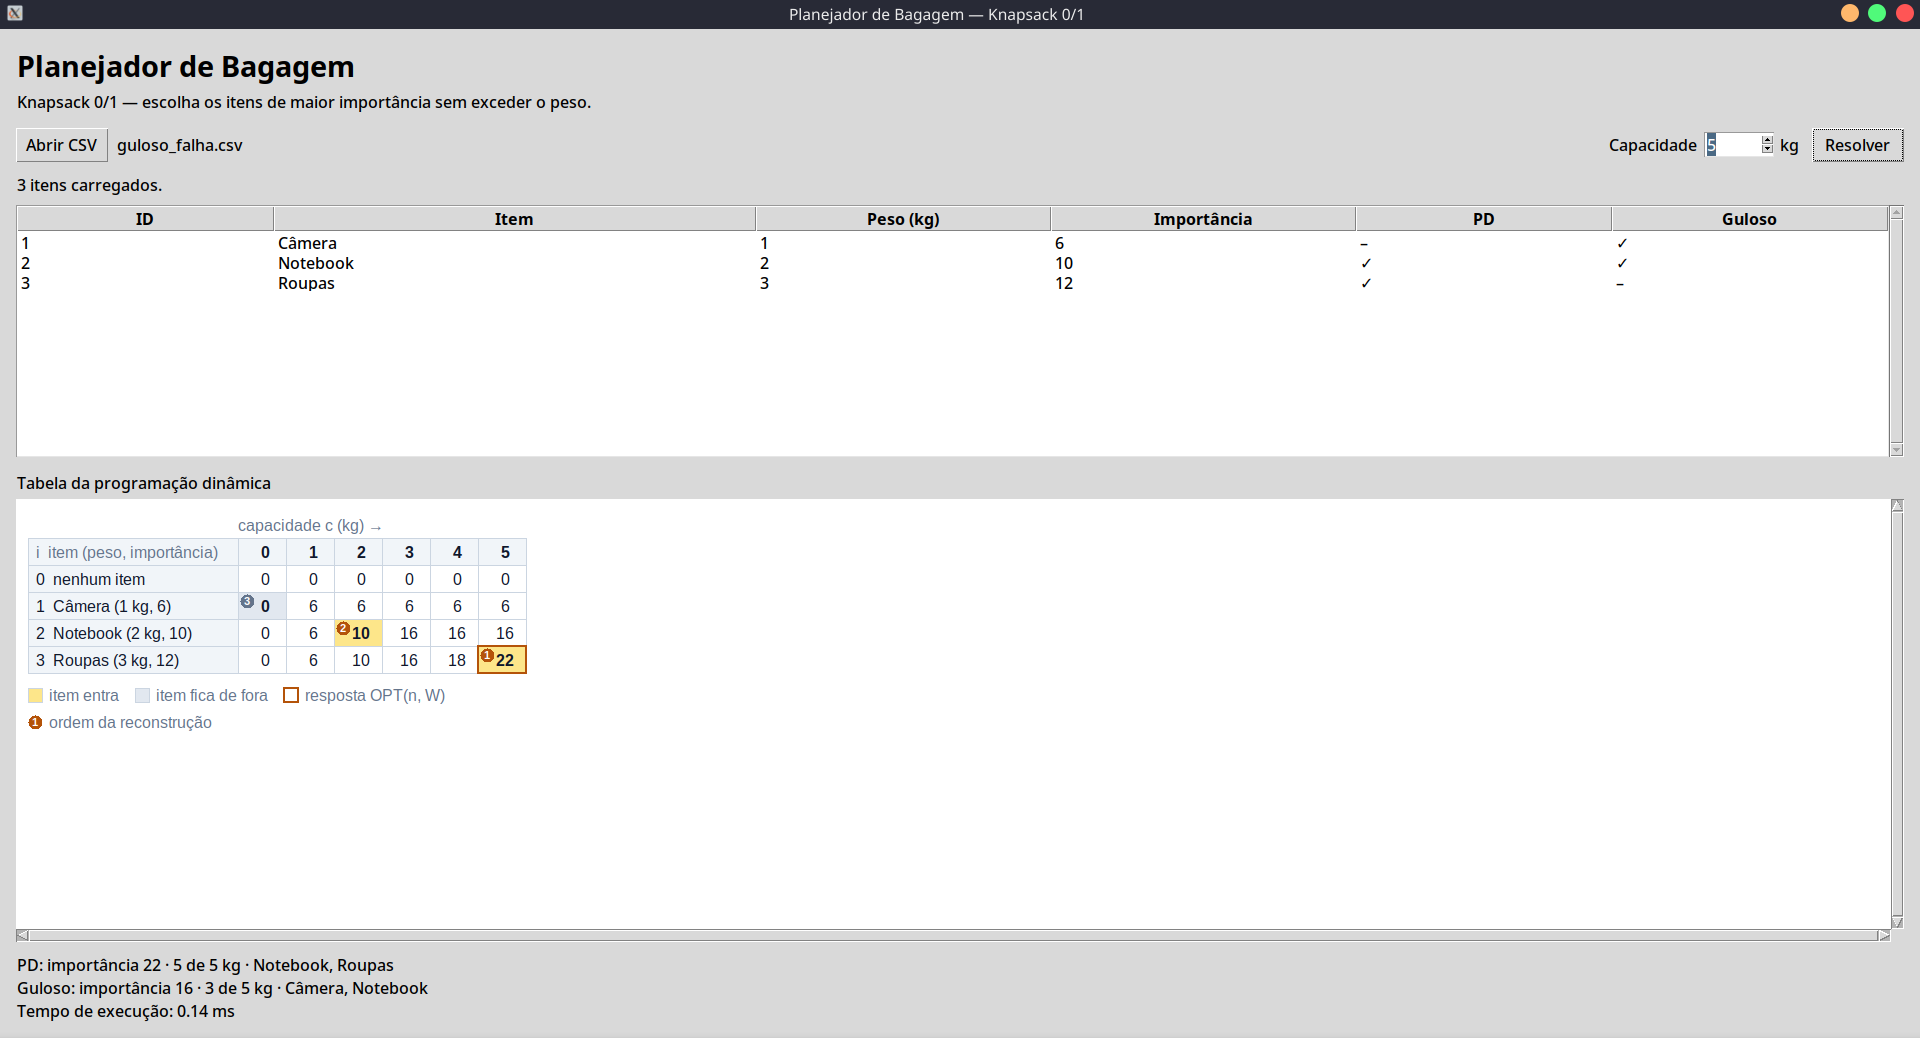 Planejador de Bagagem — Knapsack 0/1
Planejador de Bagagem
Knapsack 0/1 — escolha os itens de maior importância sem exceder o peso.
Abrir CSV guloso_falha.csv Capacidade 5 kg Resolver
3 itens carregados.
ID Item Peso (kg) Importância PD Guloso
1 Câmera 1 6 – ✓
2 Notebook 2 10 ✓ ✓
3 Roupas 3 12 ✓ –
Tabela da programação dinâmica
capacidade c (kg) →
i item (peso, importância) 0 1 2 3 4 5
0 nenhum item 0 0 0 0 0 0
1 Câmera (1 kg, 6) 3 0 6 6 6 6 6
2 Notebook (2 kg, 10) 0 6 2 10 16 16 16
3 Roupas (3 kg, 12) 0 6 10 16 18 1 22
item entra item fica de fora resposta OPT(n, W)
1 ordem da reconstrução
PD: importância 22 · 5 de 5 kg · Notebook, Roupas
Guloso: importância 16 · 3 de 5 kg · Câmera, Notebook
Tempo de execução: 0.14 ms